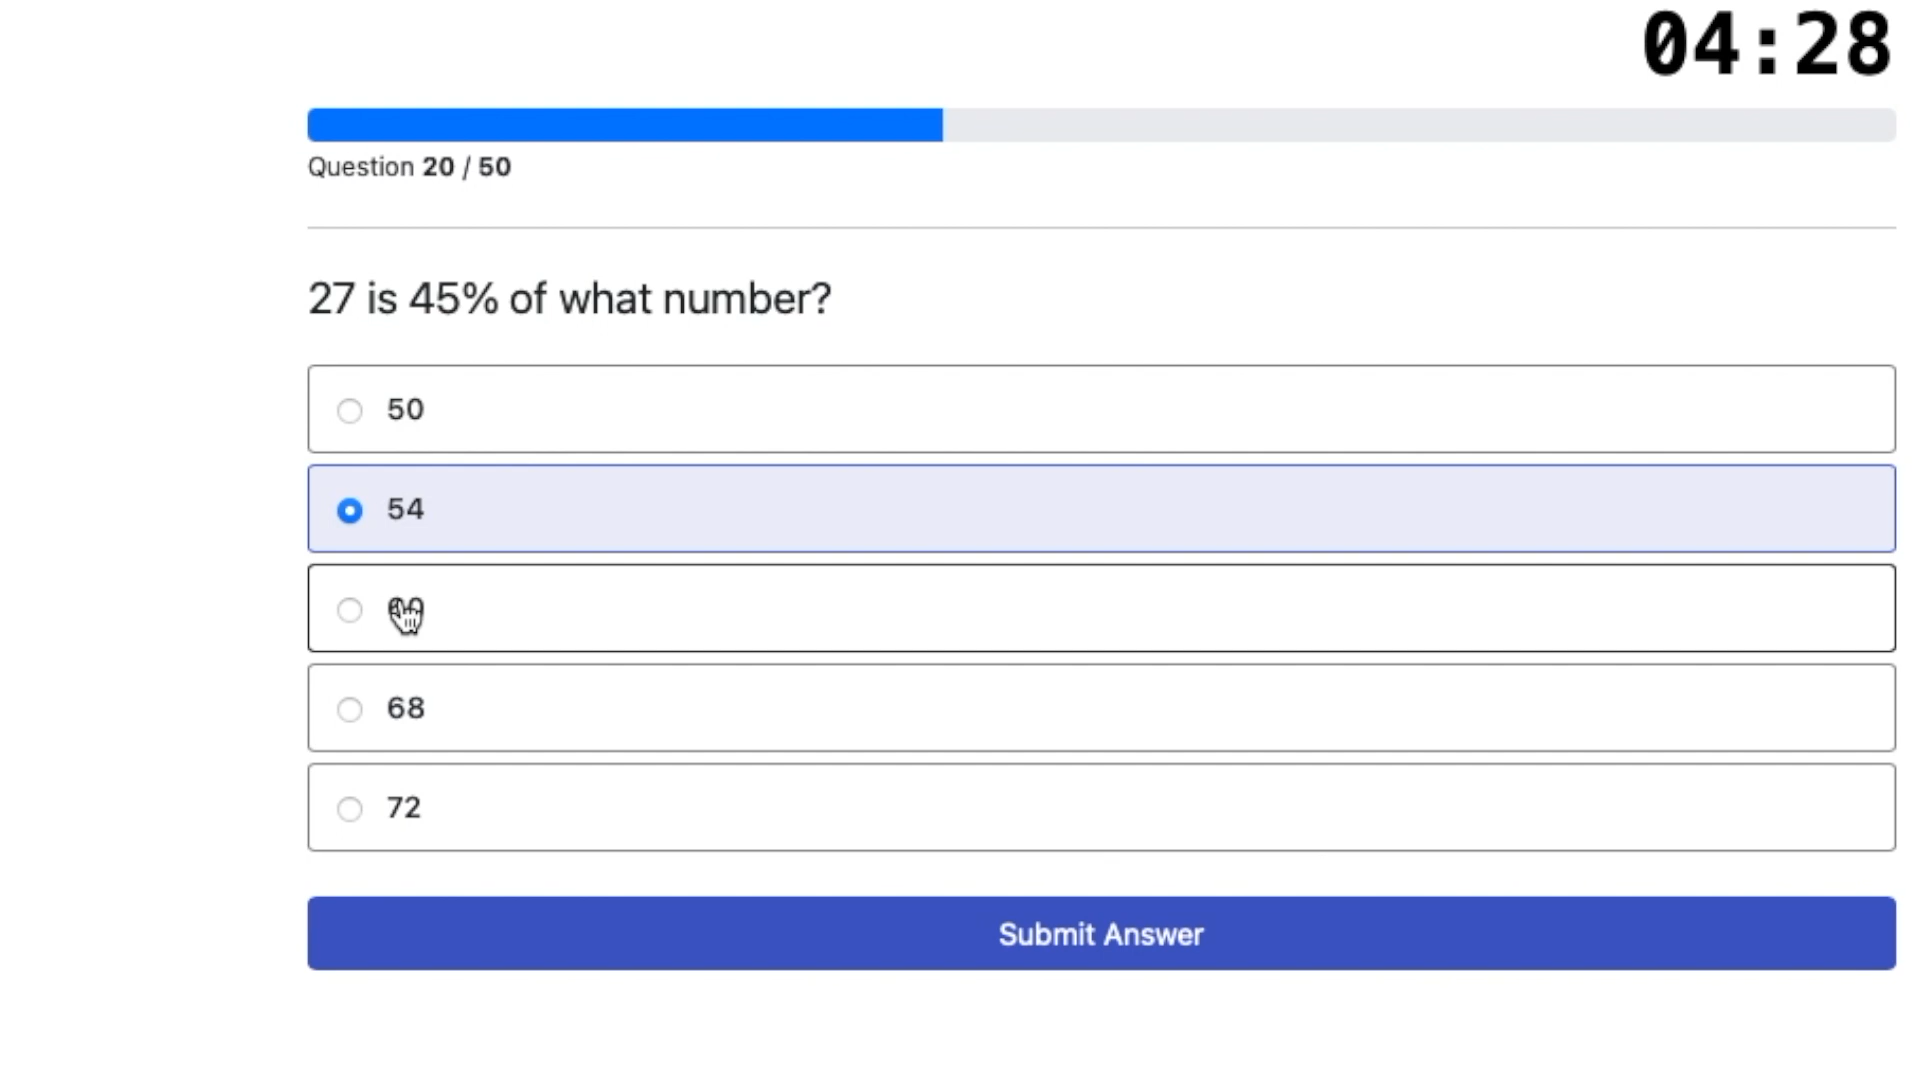 04:28
Question 20 / 50
27 is 45% of what number?
50
54
68
72
Submit Answer